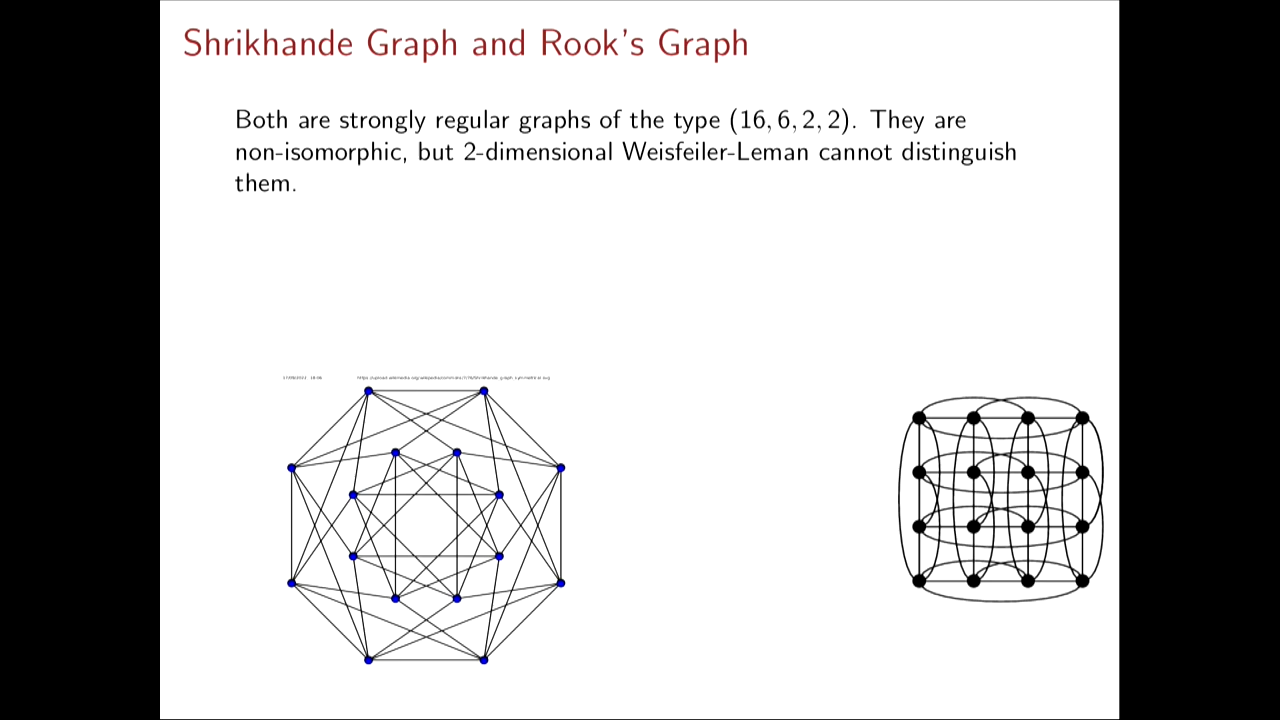 Shrikhande Graph and Rook's Graph
Both are strongly regular graphs of the type (16, 6, 2, 2). They are
non-isomorphic, but 2-dimensional Weisfeiler-Leman cannot distinguish
them.